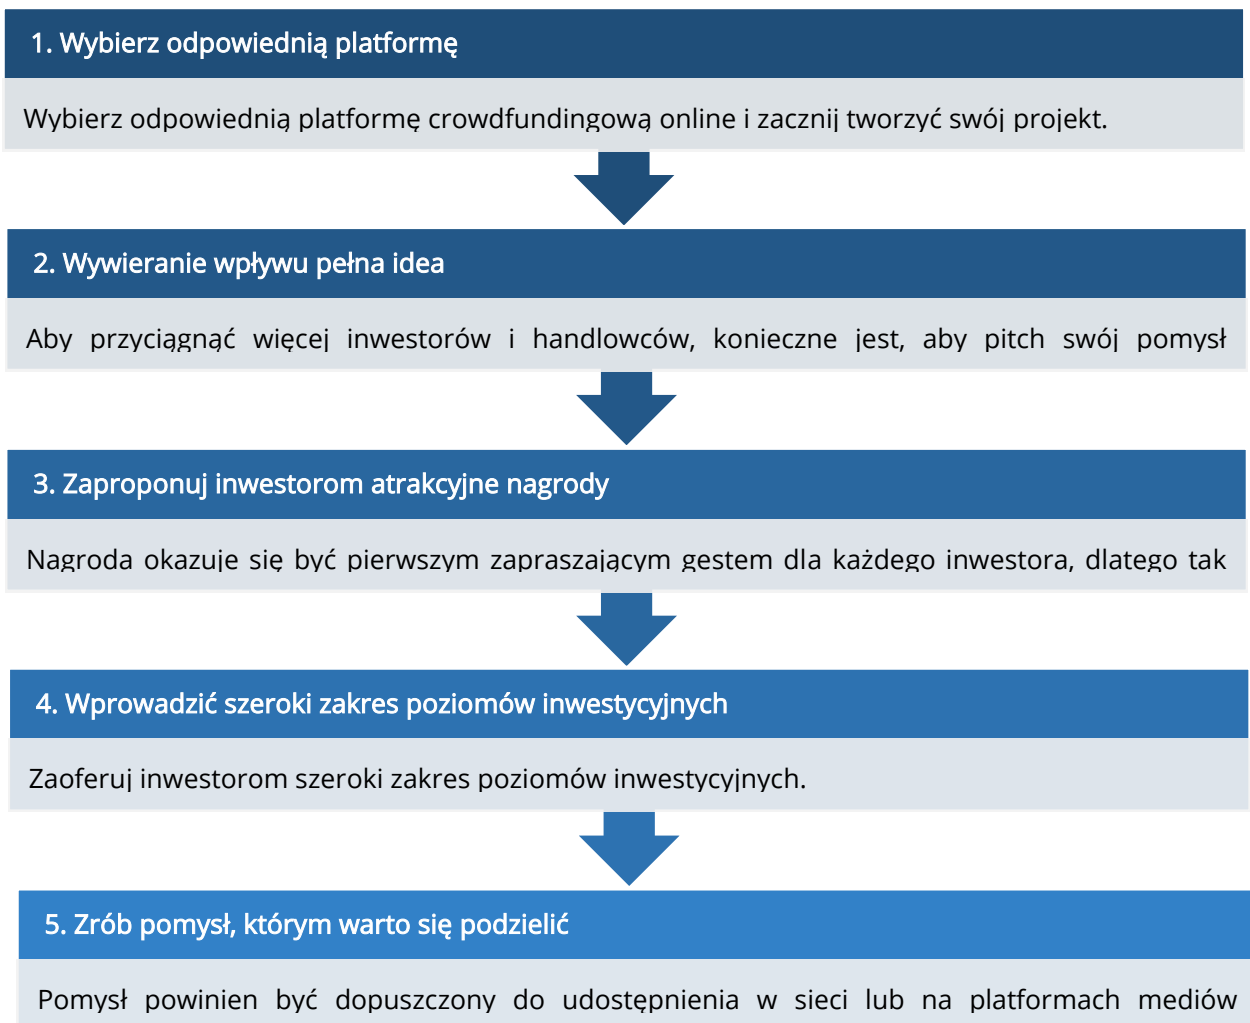 1. Wybierz odpowiednią platformę
Wybierz odpowiednią platformę crowdfundingową online i zacznij tworzyć swój projekt.
2. Wywieranie wpływu pełna idea
Aby przyciągnąć więcej inwestorów i handlowców, konieczne jest, aby pitch swój pomysł
3. Zaproponuj inwestorom atrakcyjne nagrody
Nagroda okazuje się być pierwszym zapraszającym gestem dla każdego inwestora, dlatego tak
4. Wprowadzić szeroki zakres poziomów inwestycyjnych
Zaoferuj inwestorom szeroki zakres poziomów inwestycyjnych.
5. Zrób pomysł, którym warto się podzielić
Pomysł powinien być dopuszczony do udostępnienia w sieci lub na platformach mediów